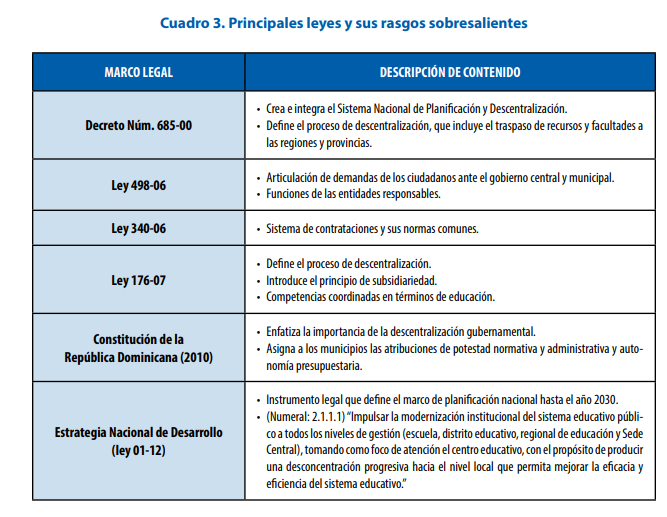 Cuadro 3. Principales leyes y sus rasgos sobresalientes
MARCO LEGAL
DESCRIPCIÓN DE CONTENIDO
Decreto Núm. 685-00
• Crea e integra el Sistema Nacional de Planificación y Descentralización.
• Define el proceso de descentralización, que incluye el traspaso de recursos y facultades a
las regiones y provincias.
Ley 498-06
• Articulación de demandas de los ciudadanos ante el gobierno central y municipal.
• Funciones de las entidades responsables.
Ley 340-06
• Sistema de contrataciones y sus normas comunes.
Ley 176-07
• Define el proceso de descentralización.
• Introduce el principio de subsidiariedad.
• Competencias coordinadas en términos de educación.
Constitución de la
República Dominicana (2010)
• Enfatiza la importancia de la descentralización gubernamental.
• Asigna a los municipios las atribuciones de potestad normativa y administrativa y auto-
nomía presupuestaria.
Estrategia Nacional de Desarrollo
(ley 01-12)
• Instrumento legal que define el marco de planificación nacional hasta el año 2030.
• (Numeral: 2.1.1.1) “Impulsar la modernización institucional del sistema educativo públi-
co a todos los niveles de gestión (escuela, distrito educativo, regional de educación y Sede
Central), tomando como foco de atención el centro educativo, con el propósito de producir
una desconcentración progresiva hacia el nivel local que permita mejorar la eficacia y
eficiencia del sistema educativo.”